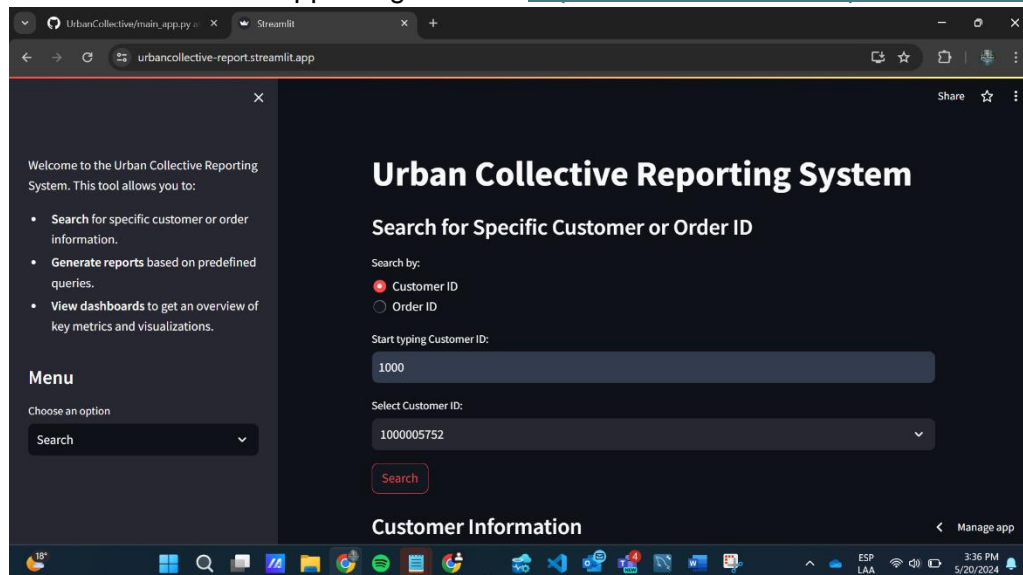 UrbanCollective/main_app.py a
Streamlit
urbancollective-report.streamlit.app
Share
Welcome to the Urban Collective Reporting
System. This tool allows you to:
• Search for specific customer or order
information.
• Generate reports based on predefined
queries.
• View dashboards to get an overview of
key metrics and visualizations.
Menu
Choose an option
Search
Urban Collective Reporting System
Search for Specific Customer or Order ID
Search by:
Customer ID
Order ID
Start typing Customer ID:
1000
Select Customer ID:
1000005752
Search
Customer Information
Manage app
18°
ESP
LAA
3:36 PM
5/20/2024